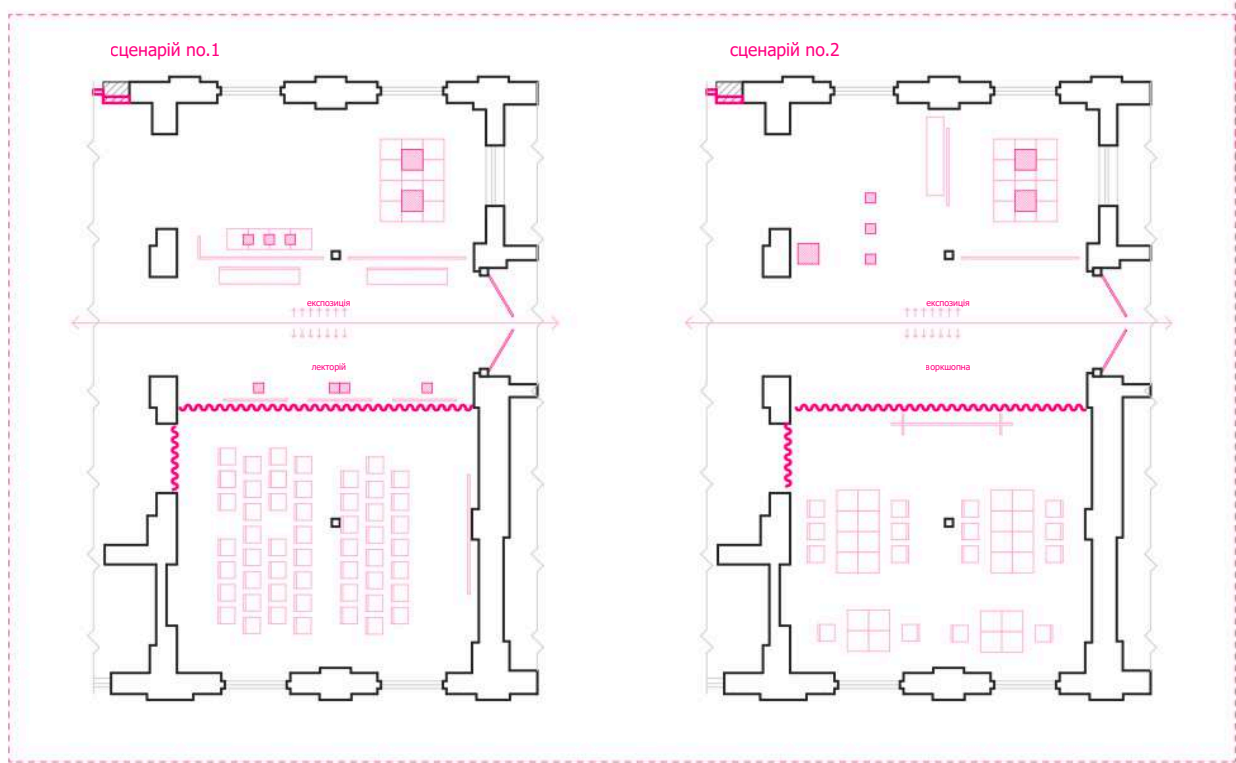 сценарій no.1
сценарій no.2
експозиція
експозиція
лекторій
воркшопна